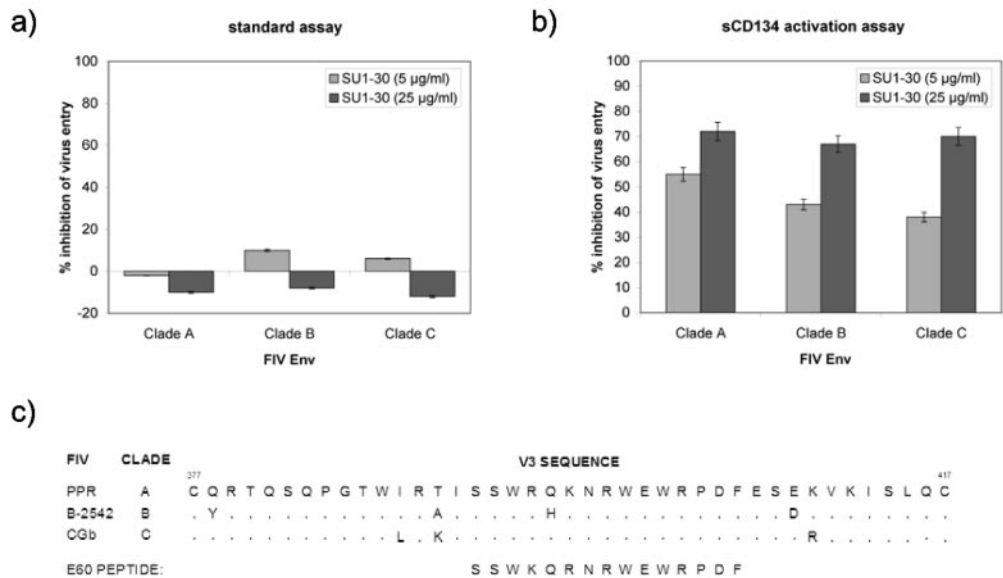 a)
standard assay
% inhibition of virus entry
100
80
60
40
20
0
-20
SU1-30 (5 µg/ml)
SU1-30 (25 µg/ml)
Clade A Clade B Clade C
FIV Env
b)
sCD134 activation assay
% inhibition of virus entry
100
90
80
70
60
50
40
30
20
10
0
SU1-30 (5 µg/ml)
SU1-30 (25 µg/ml)
Clade A Clade B Clade C
FIV Env
c)
FIV CLADE V3 SEQUENCE
377 417
PPR A C Q R T Q S Q P G T W I R T I S S W R Q K N R W E W R P D F E S E K V K I S L Q C
B-2542 B . Y . . . . . . . . . . . A . . . . . H . . . . . . . . . . . . D . . . . . . . .
CGb C . . . . . . . . . . . L . K . . . . . . . . . . . . . . . . . . . R . . . . . . .
E60 PEPTIDE: S S W K Q R N R W E W R P D F